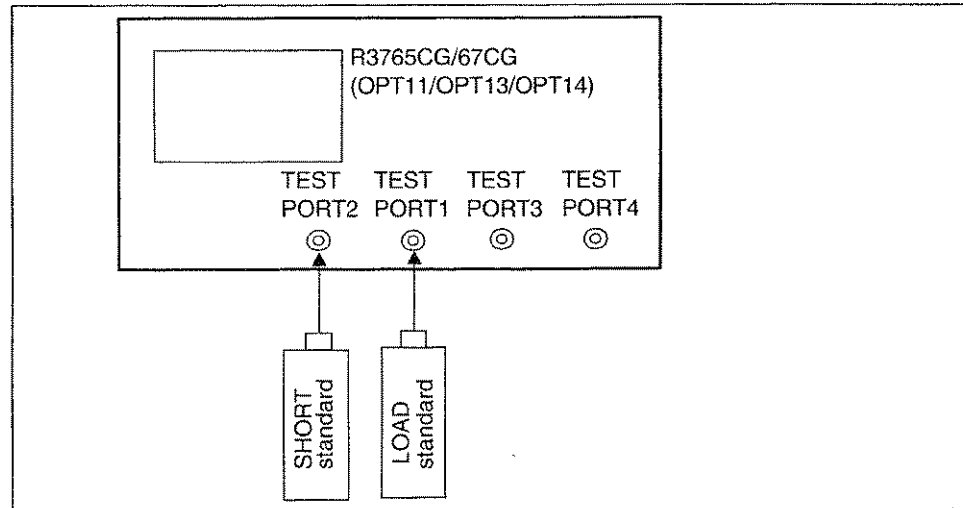 R3765CG/67CG
(OPT11/OPT13/OPT14)
TEST PORT2
TEST PORT1
TEST PORT3
TEST PORT4
SHORT standard
LOAD standard